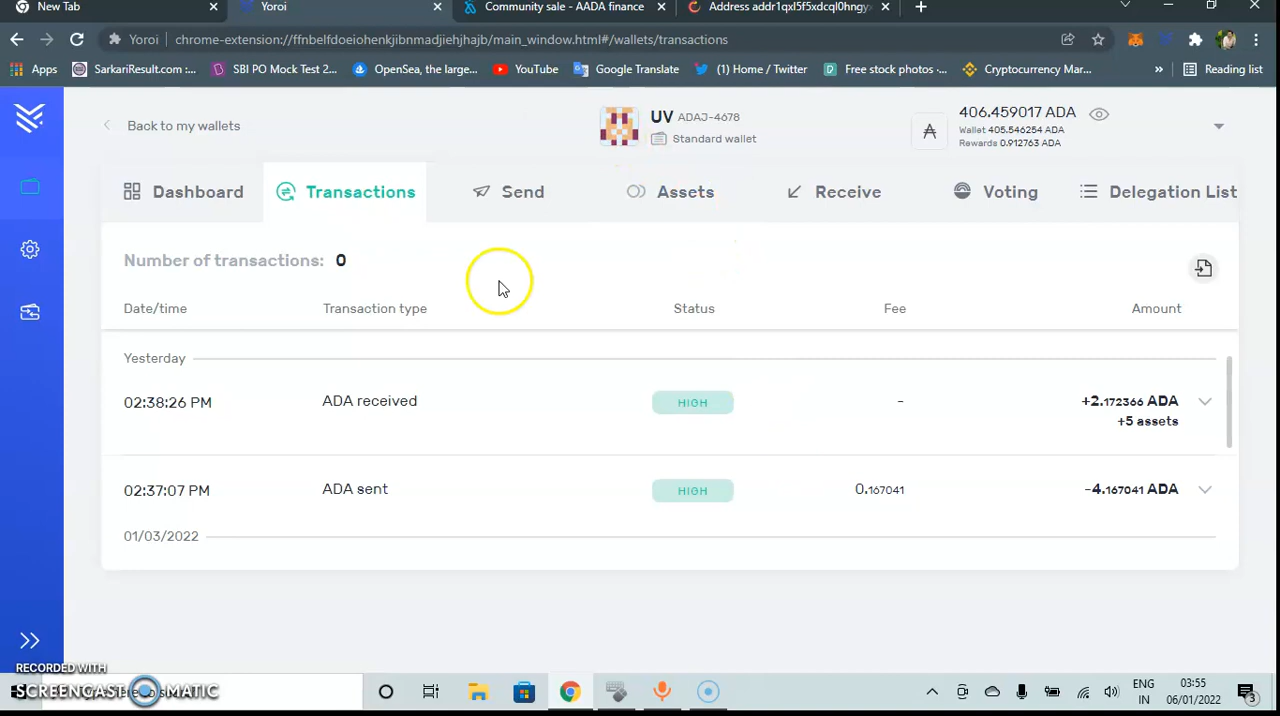 New Tab
Yoroi
Community sale - AADA finance
Address addr1qxl5f5xdcql0hngyx
Yoroi
chrome-extension://ffnbelfdoeiohenkjibnmadjiehjhajb/main_window.html#/wallets/transactions
Apps
SarkariResult.com :...
SBI PO Mock Test 2...
OpenSea, the large...
YouTube
Google Translate
(1) Home / Twitter
Free stock photos -...
Cryptocurrency Mar...
»
Reading list
Back to my wallets
UV ADAJ-4678
Standard wallet
406.459017 ADA
Wallet 405.546254 ADA
Rewards 0.912763 ADA
Dashboard
Transactions
Send
Assets
Receive
Voting
Delegation List
Number of transactions: 0
Date/time
Transaction type
Status
Fee
Amount
Yesterday
02:38:26 PM
ADA received
HIGH
-
+2.172366 ADA
+5 assets
02:37:07 PM
ADA sent
HIGH
0.167041
-4.167041 ADA
01/03/2022
RECORDED WITH
SCREENCAST MATIC
ENG
IN
03:55
06/01/2022
3